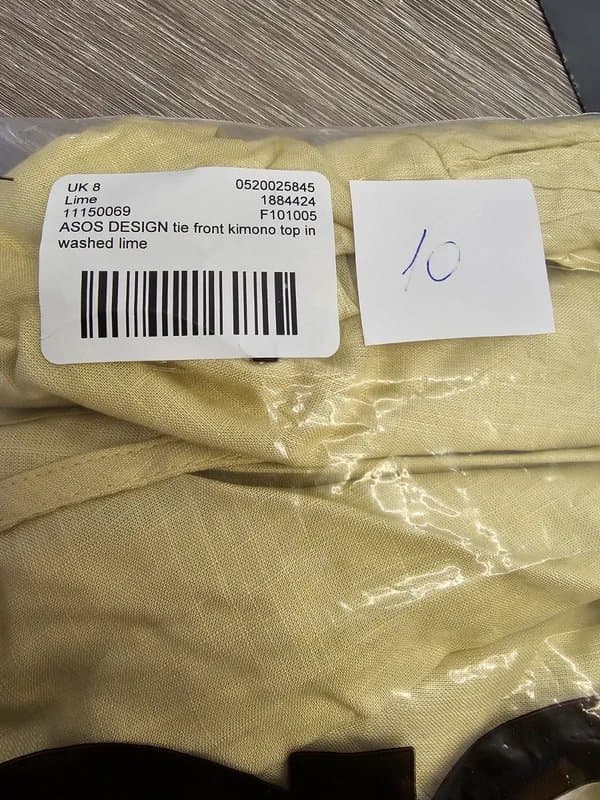 UK 8 0520025845
Lime 1884424
11150069 F101005
ASOS DESIGN tie front kimono top in
washed lime
10